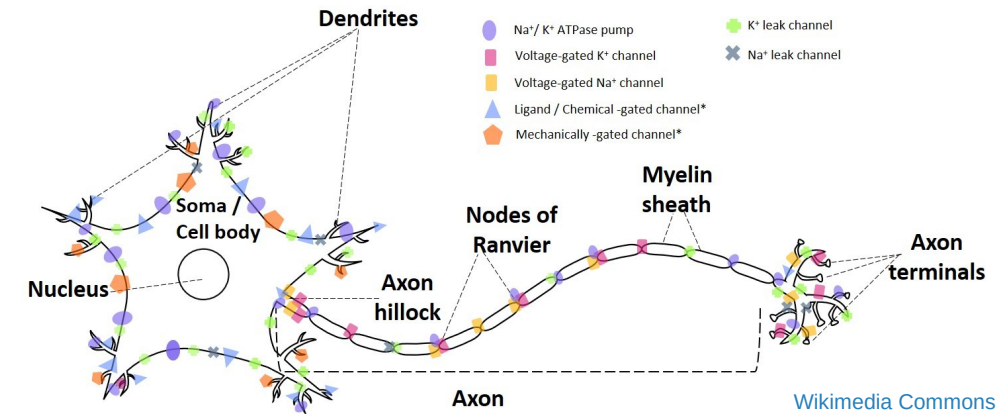 Dendrites
Na⁺/ K⁺ ATPase pump
Voltage-gated K⁺ channel
Voltage-gated Na⁺ channel
Ligand / Chemical -gated channel*
Mechanically -gated channel*
K⁺ leak channel
Na⁺ leak channel
Soma /
Cell body
Nucleus
Axon
hillock
Nodes of
Ranvier
Myelin
sheath
Axon
terminals
Axon
Wikimedia Commons